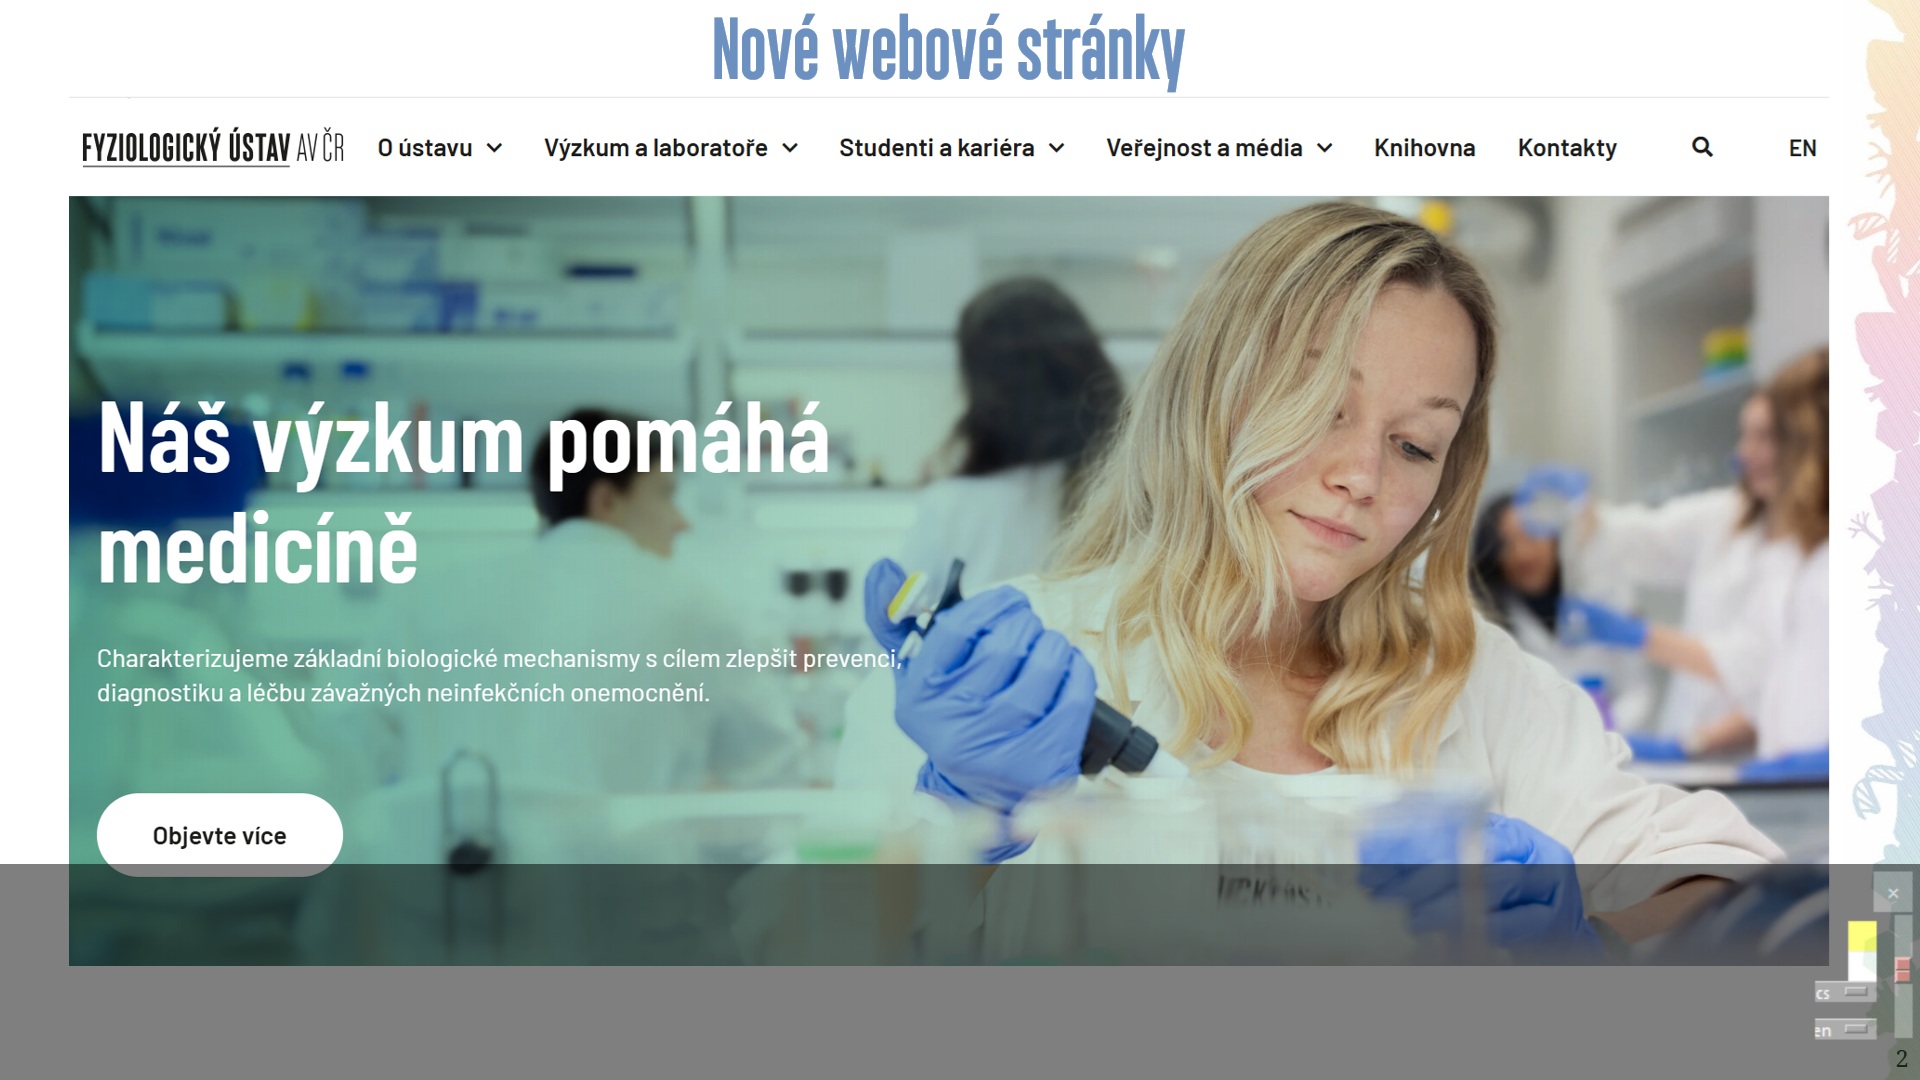 Nové webové stránky
FYZIOLOGICKÝ ÚSTAV AV ČR
O ústavu
Výzkum a laboratoře
Studenti a kariéra
Veřejnost a média
Knihovna
Kontakty
EN
Náš výzkum pomáhá
medicíně
Charakterizujeme základní biologické mechanismy s cílem zlepšit prevenci,
diagnostiku a léčbu závažných neinfekčních onemocnění.
Objevte více
cs
en
2